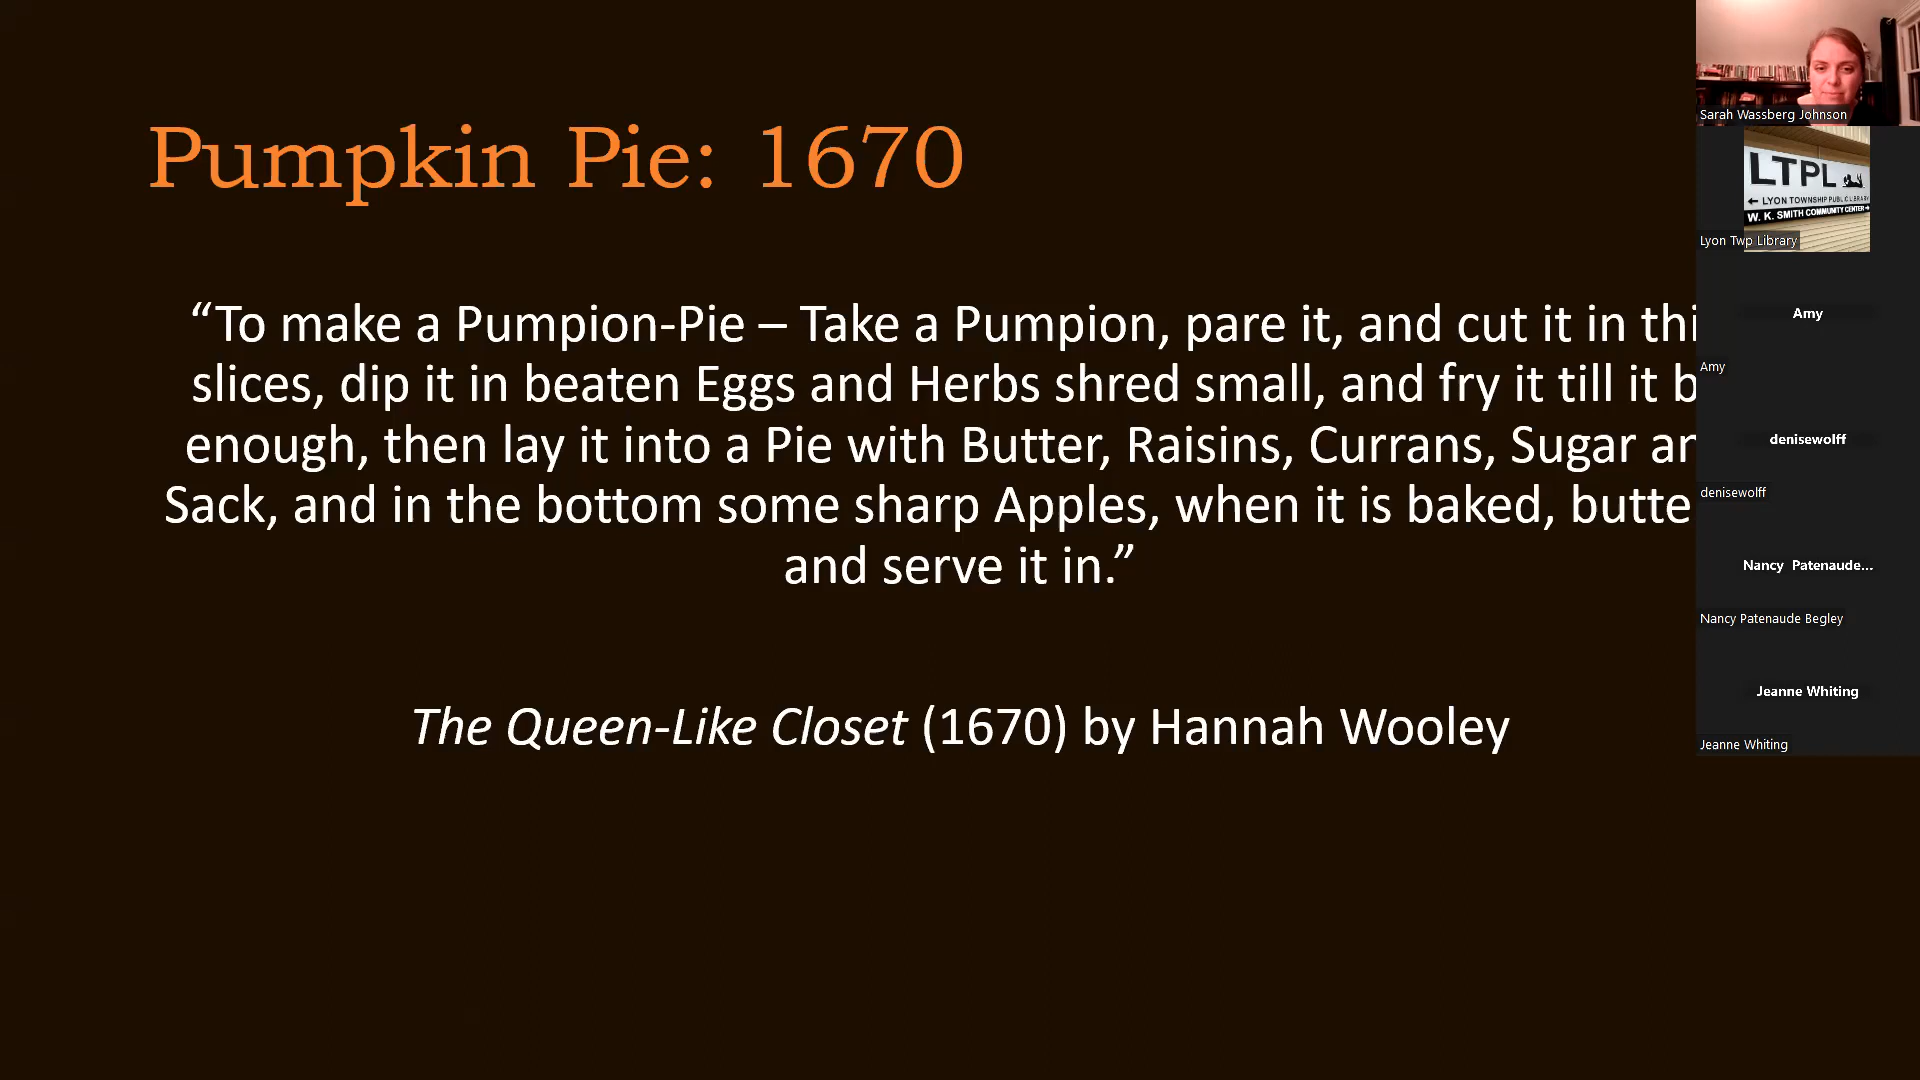 Pumpkin Pie: 1670
“To make a Pumpion-Pie – Take a Pumpion, pare it, and cut it in thi
slices, dip it in beaten Eggs and Herbs shred small, and fry it till it b
enough, then lay it into a Pie with Butter, Raisins, Currans, Sugar an
Sack, and in the bottom some sharp Apples, when it is baked, butte
and serve it in.”
The Queen-Like Closet (1670) by Hannah Wooley
Sarah Wassberg Johnson
LTPL
← LYON TOWNSHIP PUBLIC LIBRARY
W. K. SMITH COMMUNITY CENTER →
Lyon Twp Library
Amy
Amy
denisewolff
denisewolff
Nancy Patenaude...
Nancy Patenaude Begley
Jeanne Whiting
Jeanne Whiting